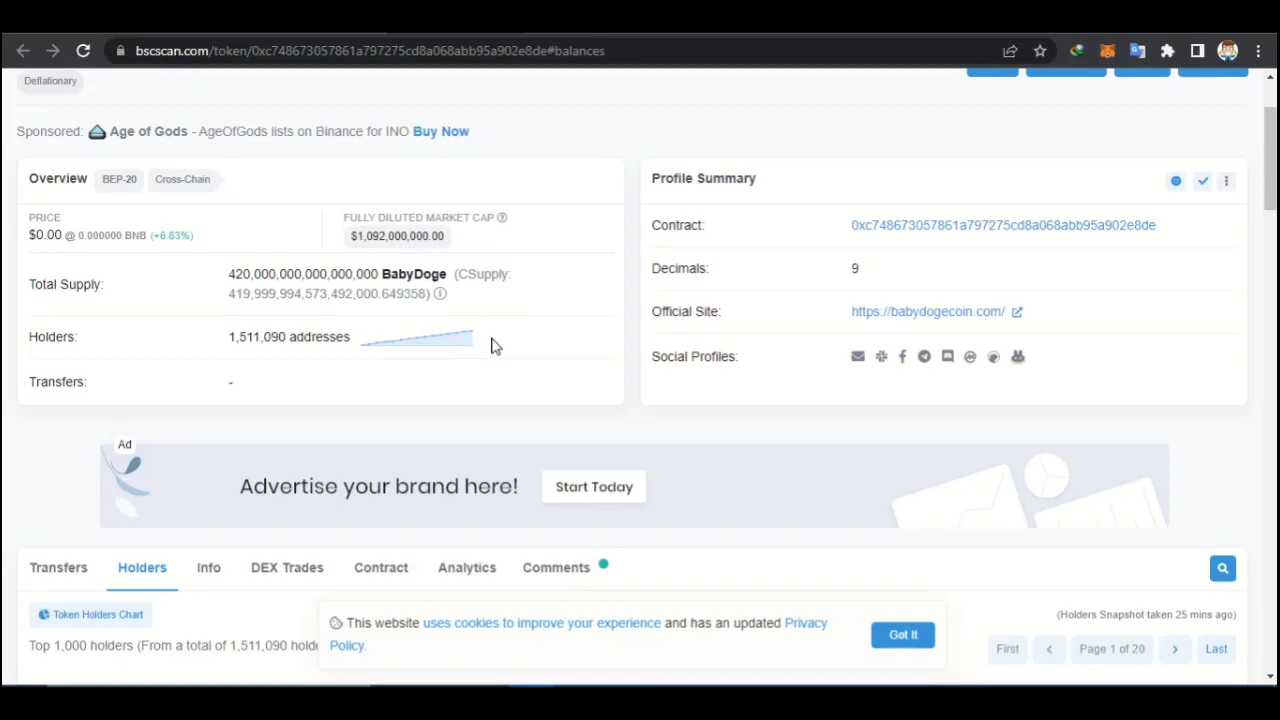 bscscan.com/token/0xc748673057861a797275cd8a068abb95a902e8de#balances
Deflationary
Sponsored: Age of Gods - AgeOfGods lists on Binance for INO Buy Now
Overview BEP-20 Cross-Chain
PRICE
$0.00 @ 0.000000 BNB (+6.83%)
FULLY DILUTED MARKET CAP
$1,092,000,000.00
Total Supply:
420,000,000,000,000,000 BabyDoge (CSupply:
419,999,994,573,492,000.649358)
Holders:
1,511,090 addresses
Transfers:
-
Profile Summary
Contract:
0xc748673057861a797275cd8a068abb95a902e8de
Decimals:
9
Official Site:
https://babydogecoin.com/
Social Profiles:
Ad
Advertise your brand here!
Start Today
Transfers Holders Info DEX Trades Contract Analytics Comments
Token Holders Chart
(Holders Snapshot taken 25 mins ago)
Top 1,000 holders (From a total of 1,511,090 holde
First < Page 1 of 20 > Last
This website uses cookies to improve your experience and has an updated Privacy
Policy.
Got It